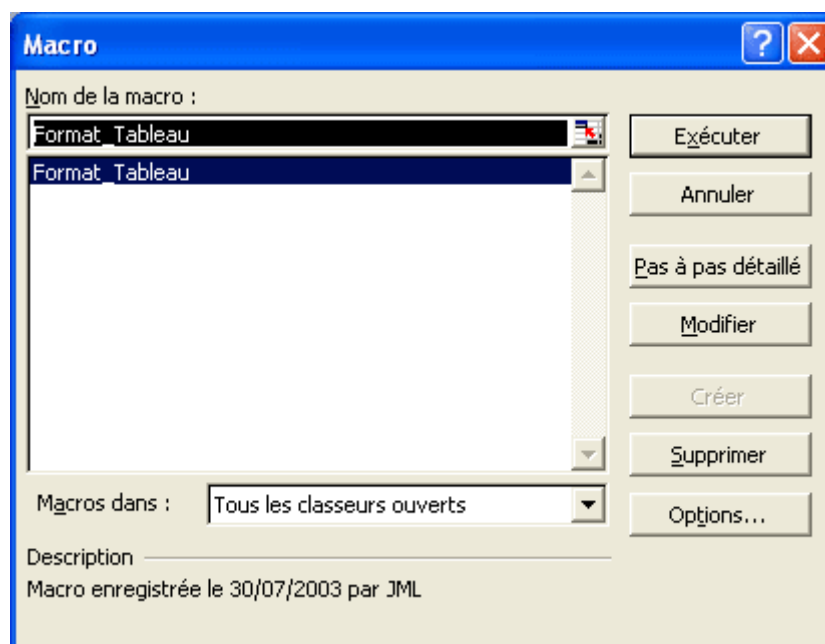 Macro
Nom de la macro :
Format_Tableau
Format_Tableau
Exécuter
Annuler
Pas à pas détaillé
Modifier
Créer
Supprimer
Options...
Macros dans :
Tous les classeurs ouverts
Description
Macro enregistrée le 30/07/2003 par JML